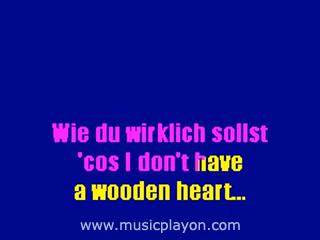 Wie du wirklich sollst
'cos I don't have
a wooden heart...
www.musicplayon.com